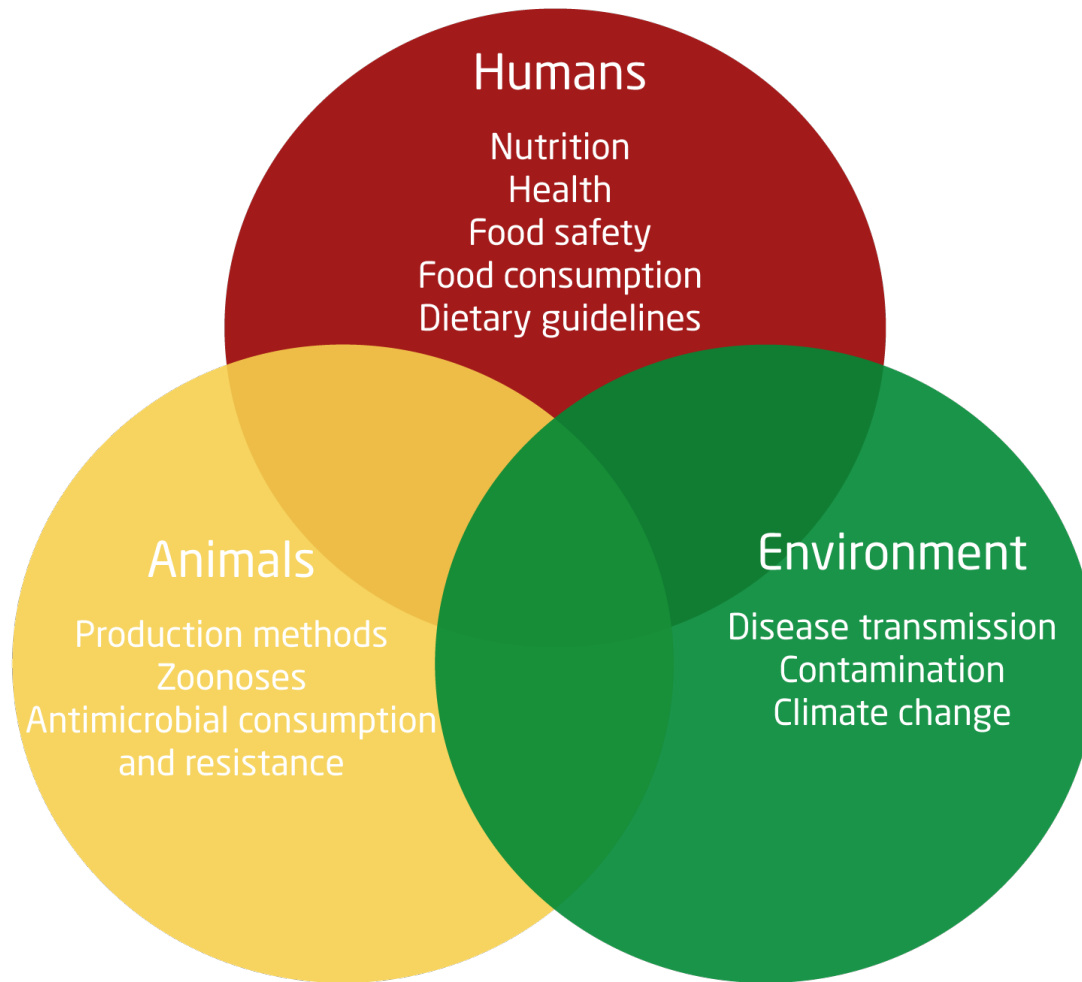 Humans
Nutrition
Health
Food safety
Food consumption
Dietary guidelines
Animals
Production methods
Zoonoses
Antimicrobial consumption
and resistance
Environment
Disease transmission
Contamination
Climate change